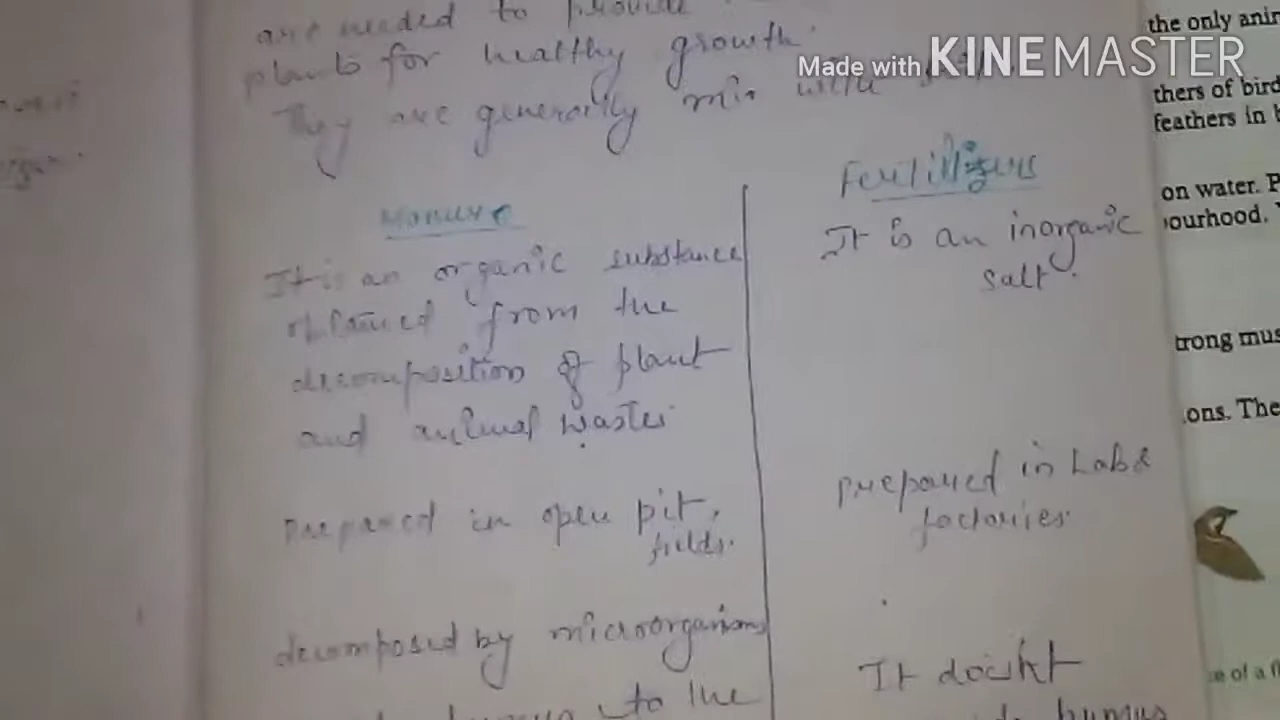 are needed to provide
plants for healthy growth.
They are generally mix with
Made with KINEMASTER
Manure
It is an organic substance
obtained from the
decomposition of plant
and animal wastes
Prepared in open pit,
fields.
decomposed by microorganisms
to the
Fertilizers
It is an inorganic
salt.
prepared in Lab &
factories
It doesn't
humus
the only
thers of bird
feathers in
on water.
ourhood.
trong
ons. The
e of a